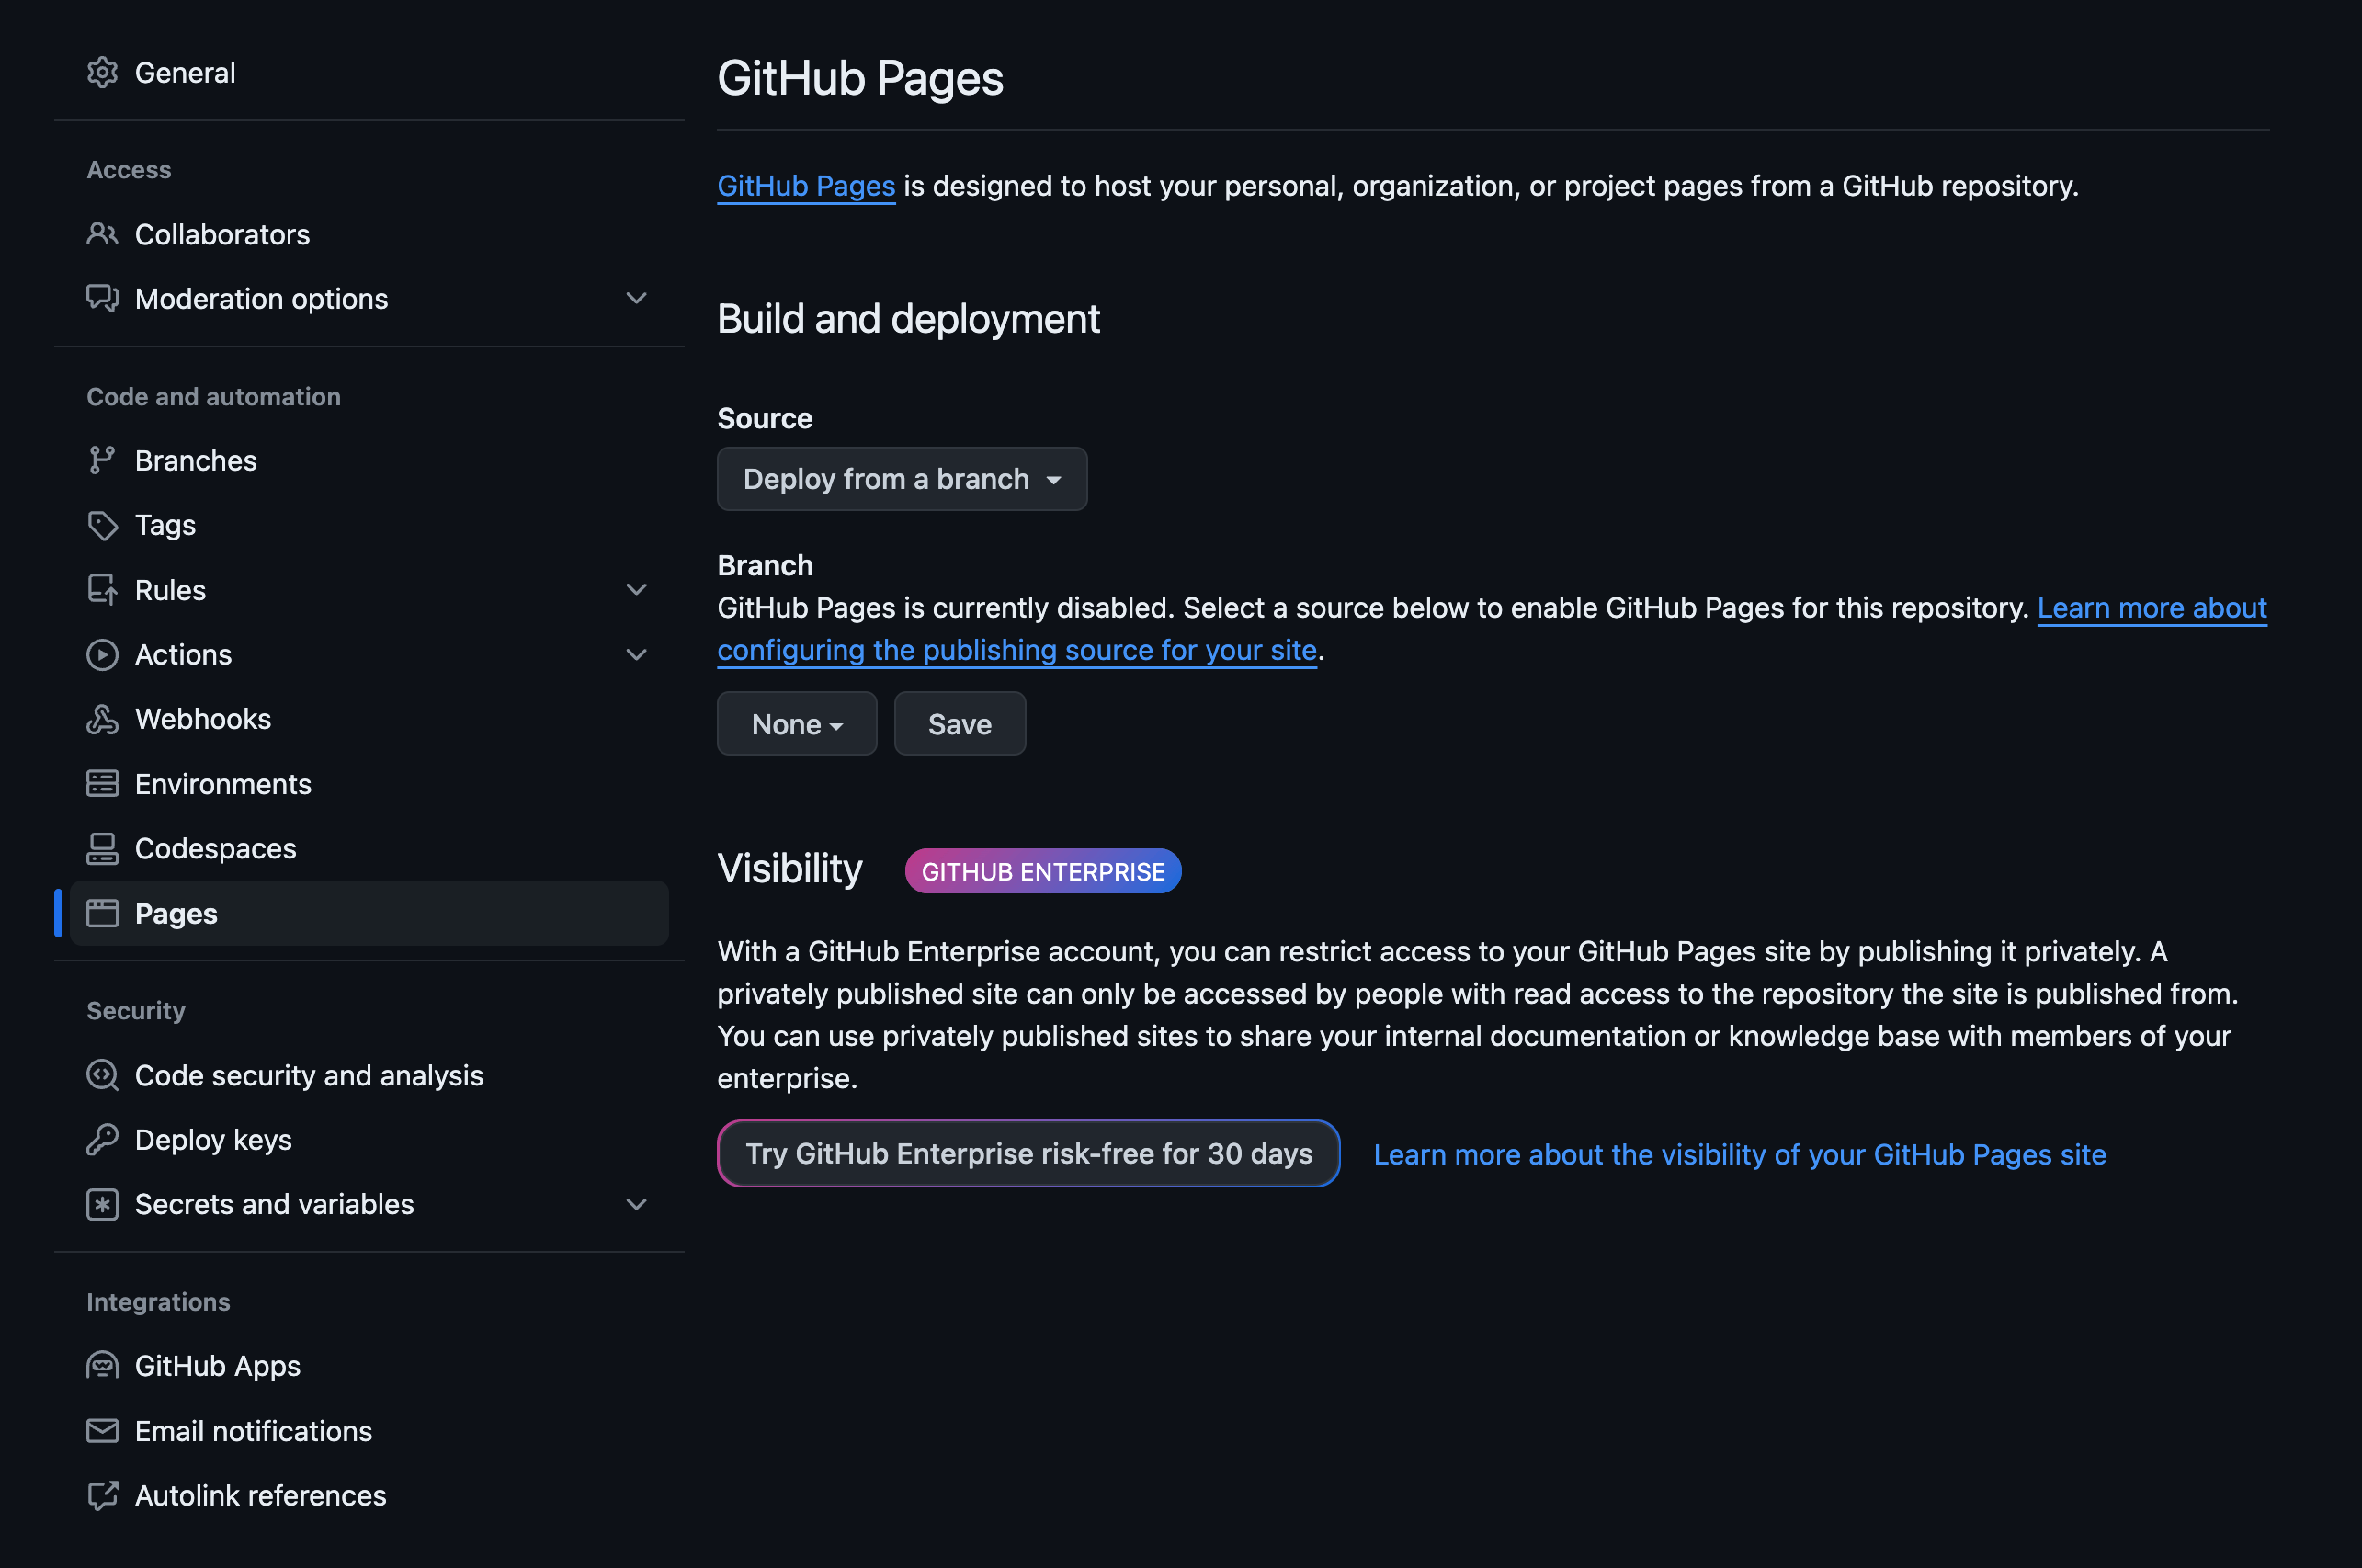 General
Access
Collaborators
Moderation options
Code and automation
Branches
Tags
Rules
Actions
Webhooks
Environments
Codespaces
Pages
Security
Code security and analysis
Deploy keys
Secrets and variables
Integrations
GitHub Apps
Email notifications
Autolink references
GitHub Pages
GitHub Pages is designed to host your personal, organization, or project pages from a GitHub repository.
Build and deployment
Source
Deploy from a branch
Branch
GitHub Pages is currently disabled. Select a source below to enable GitHub Pages for this repository. Learn more about
configuring the publishing source for your site.
None
Save
Visibility
GITHUB ENTERPRISE
With a GitHub Enterprise account, you can restrict access to your GitHub Pages site by publishing it privately. A
privately published site can only be accessed by people with read access to the repository the site is published from.
You can use privately published sites to share your internal documentation or knowledge base with members of your
enterprise.
Try GitHub Enterprise risk-free for 30 days
Learn more about the visibility of your GitHub Pages site